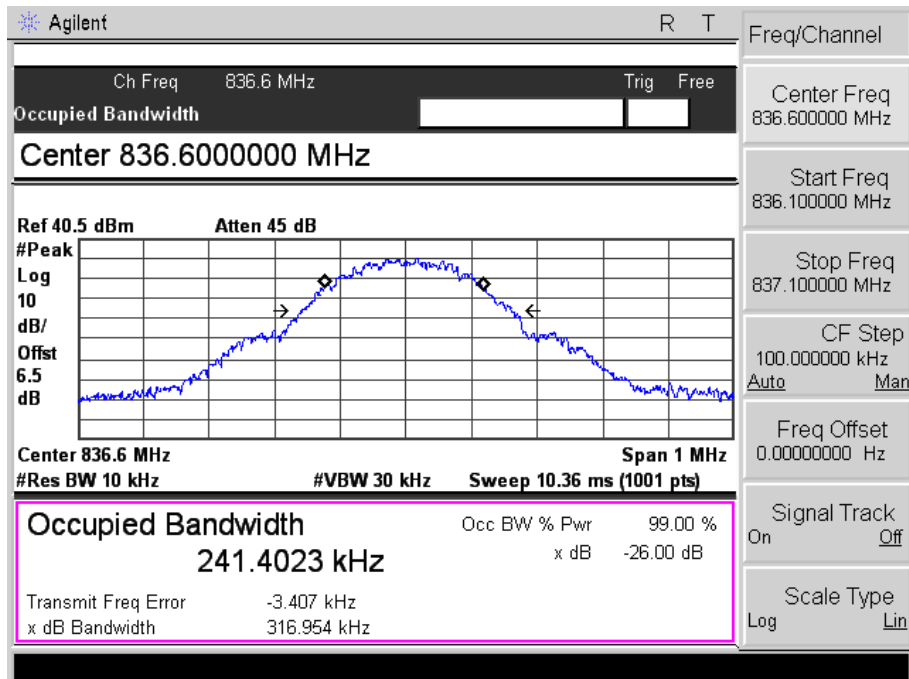 Agilent R T
Ch Freq 836.6 MHz Trig Free
Occupied Bandwidth
Center 836.6000000 MHz
Ref 40.5 dBm Atten 45 dB
#Peak
Log
10
dB/
Offst
6.5
dB
Center 836.6 MHz Span 1 MHz
#Res BW 10 kHz #VBW 30 kHz Sweep 10.36 ms (1001 pts)
Occupied Bandwidth
241.4023 kHz
Occ BW % Pwr 99.00 %
x dB -26.00 dB
Transmit Freq Error -3.407 kHz
x dB Bandwidth 316.954 kHz
Freq/Channel
Center Freq
836.600000 MHz
Start Freq
836.100000 MHz
Stop Freq
837.100000 MHz
CF Step
100.000000 kHz
Auto Man
Freq Offset
0.00000000 Hz
Signal Track
On Off
Scale Type
Log Lin